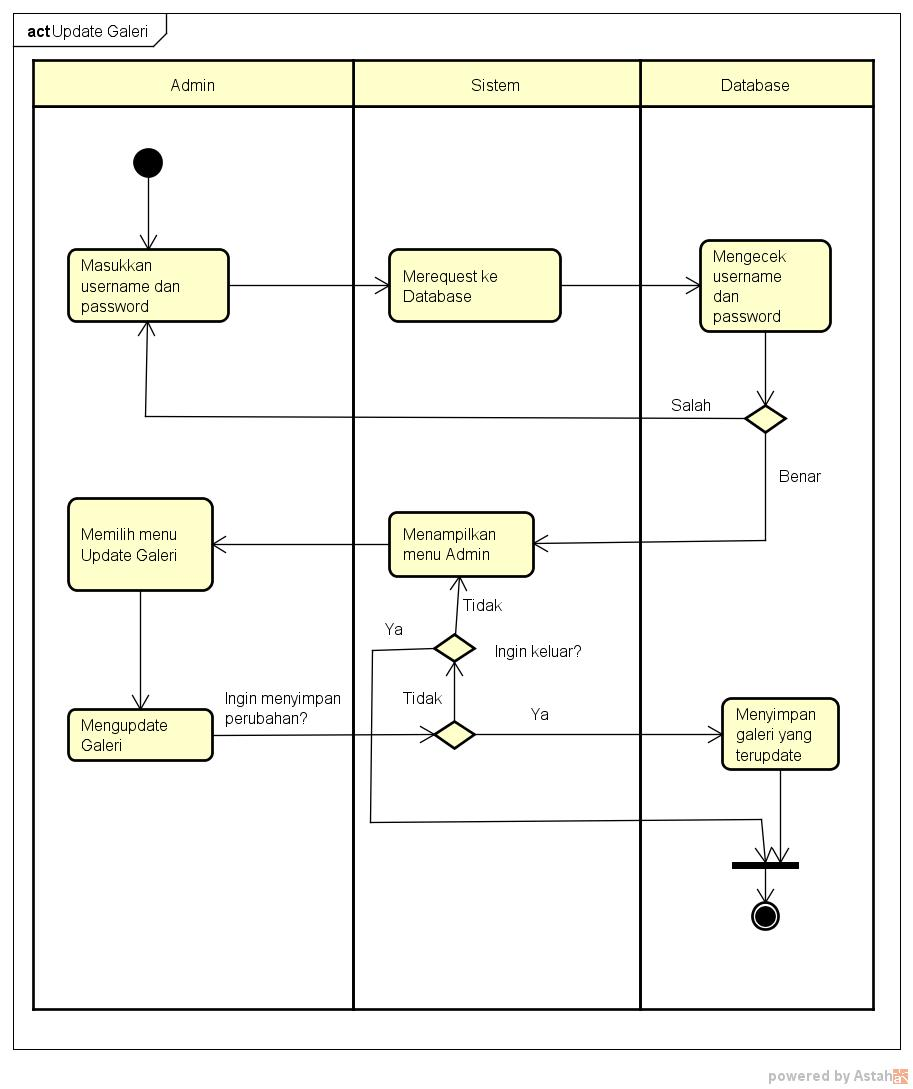 act Update Galeri
Admin
Sistem
Database
Masukkan
username dan
password
Merequest ke
Database
Mengecek
username
dan
password
Salah
Benar
Memilih menu
Update Galeri
Menampilkan
menu Admin
Tidak
Ya
Ingin keluar?
Ingin menyimpan
perubahan?
Tidak
Ya
Mengupdate
Galeri
Menyimpan
galeri yang
terupdate
powered by Astah